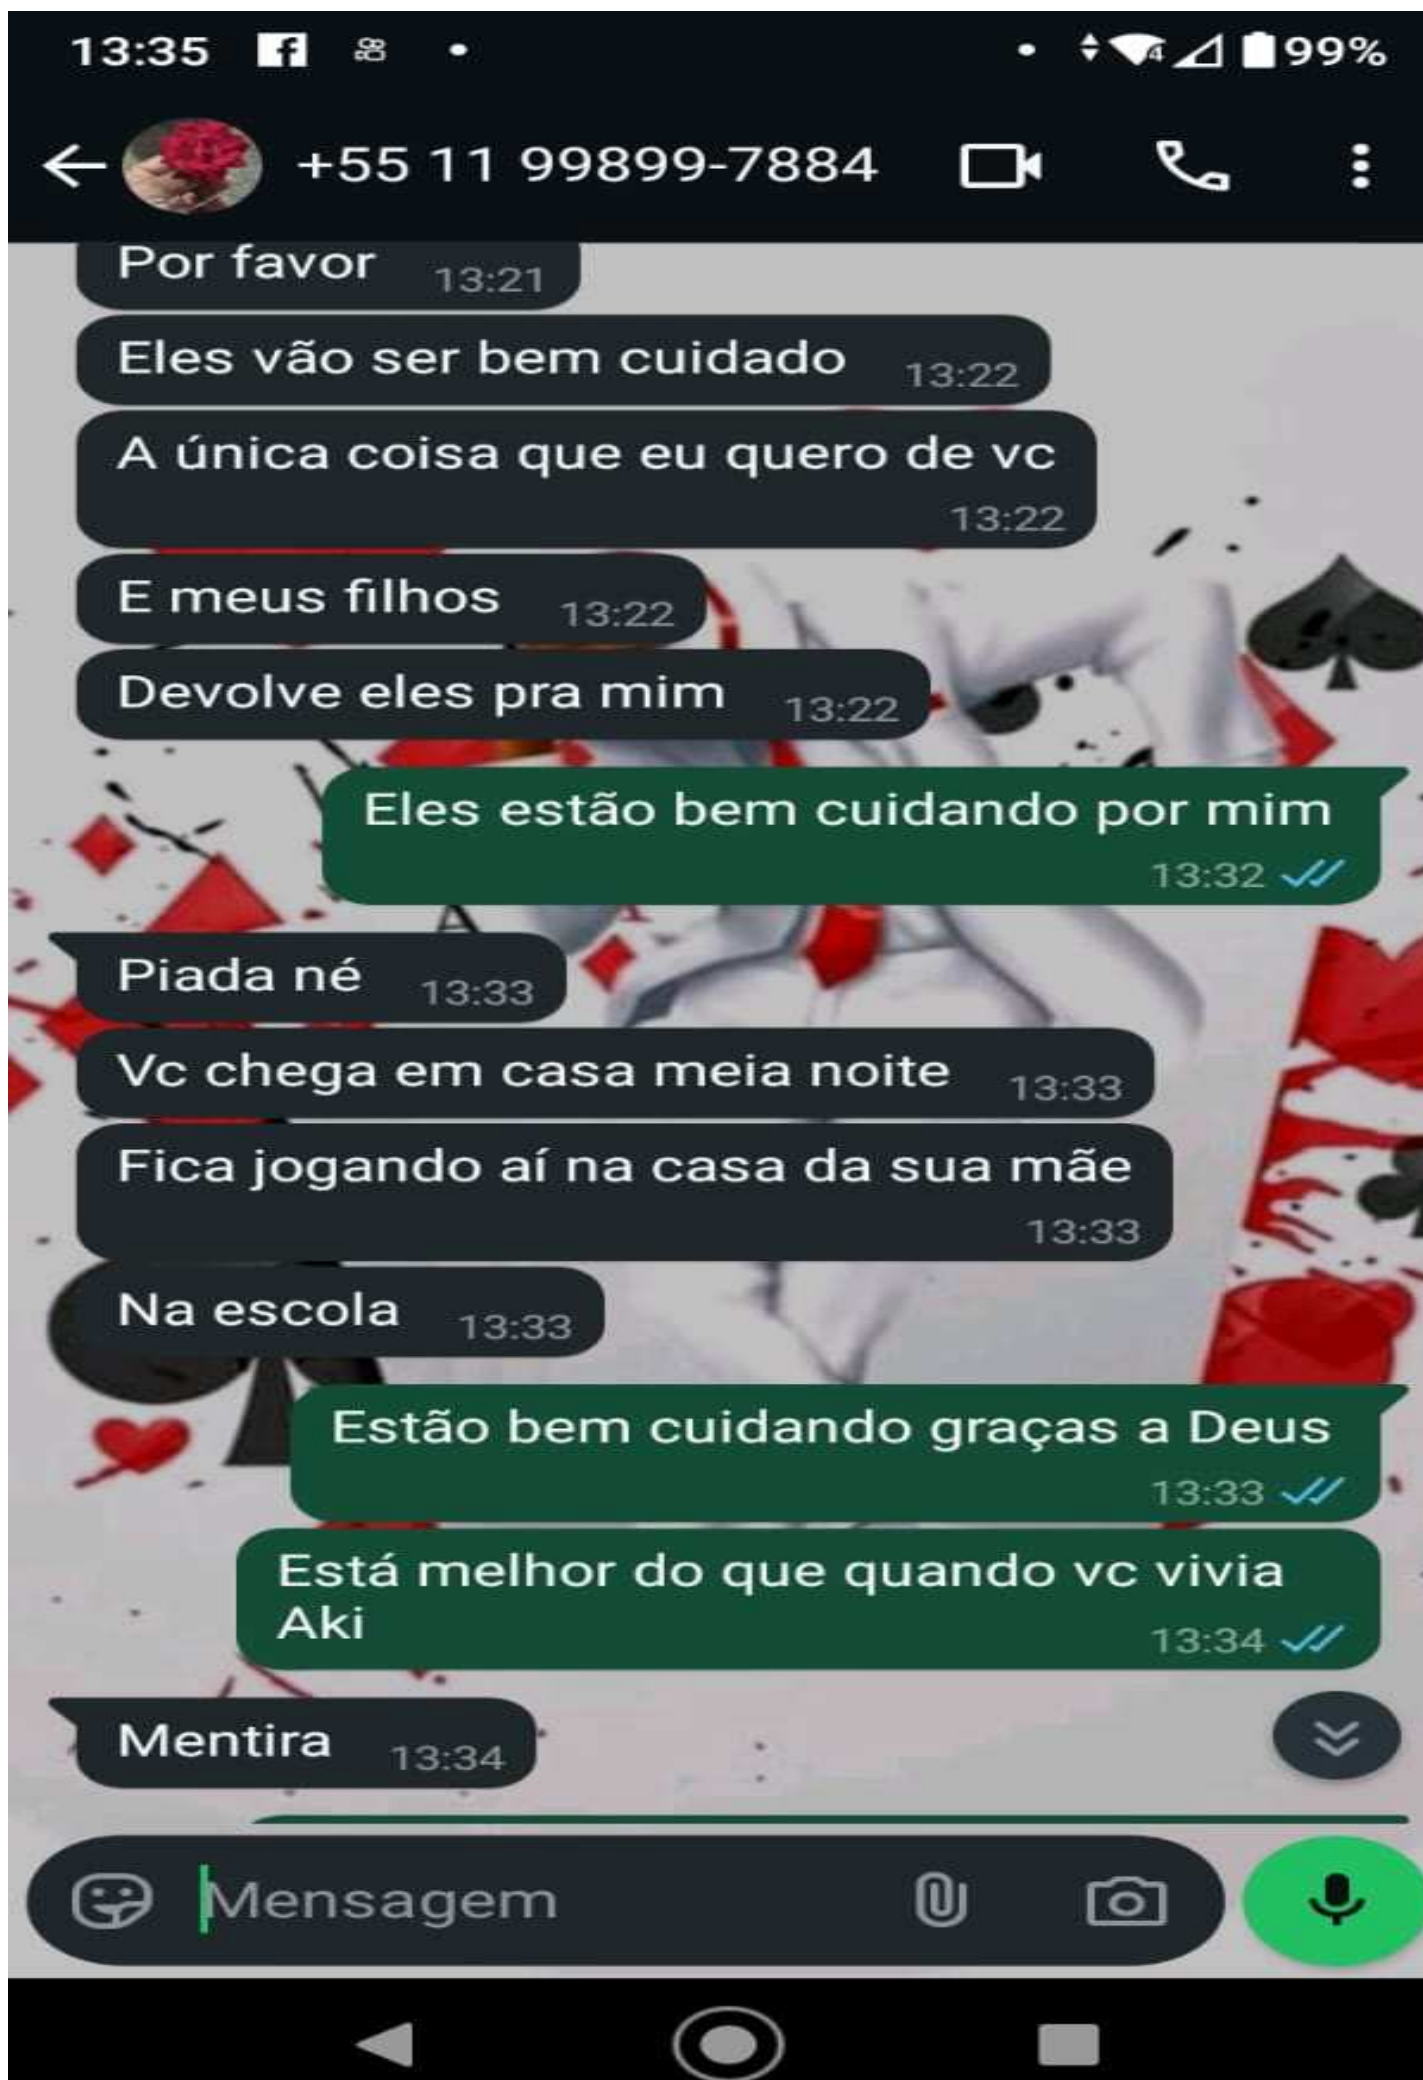 13:35
99%
+55 11 99899-7884
Por favor 13:21
Eles vão ser bem cuidado 13:22
A única coisa que eu quero de vc
13:22
E meus filhos 13:22
Devolve eles pra mim 13:22
Eles estão bem cuidando por mim
13:32
Piada né 13:33
Vc chega em casa meia noite 13:33
Fica jogando aí na casa da sua mãe
13:33
Na escola 13:33
Estão bem cuidando graças a Deus
13:33
Está melhor do que quando vc vivia
Aki 13:34
Mentira 13:34
Mensagem